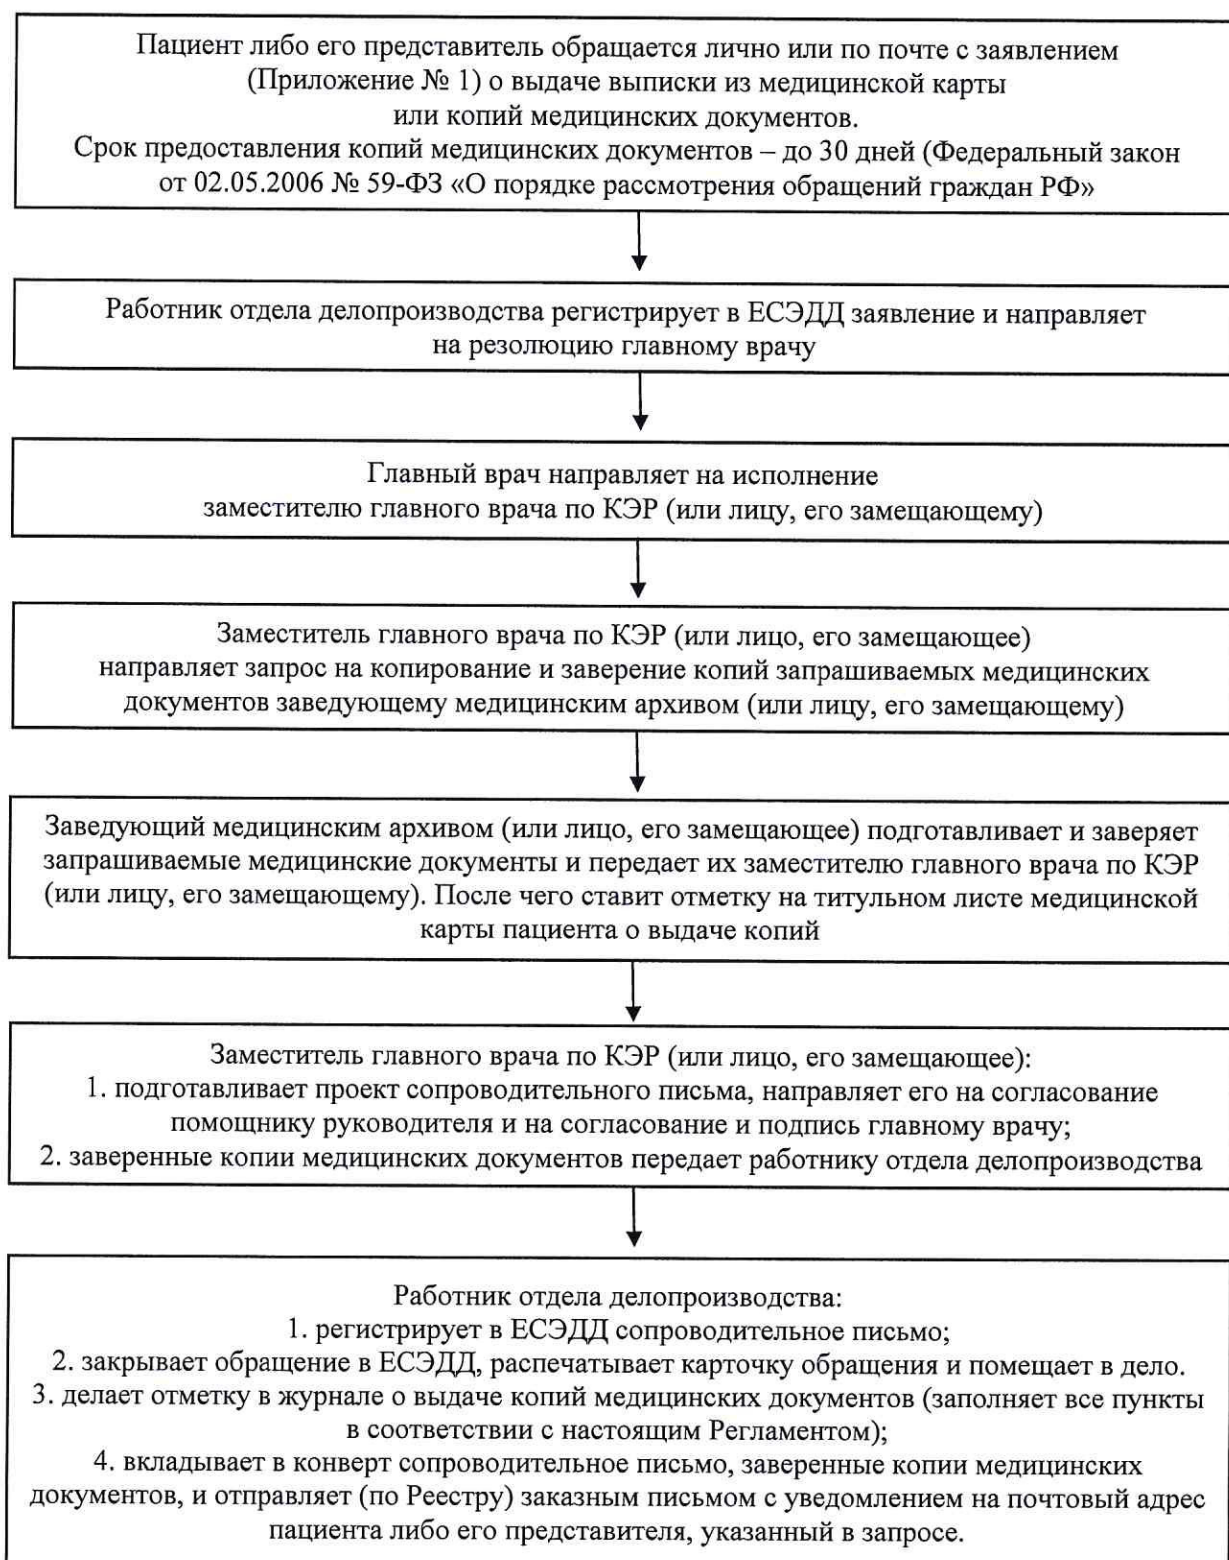 Пациент либо его представитель обращается лично или по почте с заявлением
(Приложение № 1) о выдаче выписки из медицинской карты
или копий медицинских документов.
Срок предоставления копий медицинских документов – до 30 дней (Федеральный закон
от 02.05.2006 № 59-ФЗ «О порядке рассмотрения обращений граждан РФ»
Работник отдела делопроизводства регистрирует в ЕСЭДД заявление и направляет
на резолюцию главному врачу
Главный врач направляет на исполнение
заместителю главного врача по КЭР (или лицу, его замещающему)
Заместитель главного врача по КЭР (или лицо, его замещающее)
направляет запрос на копирование и заверение копий запрашиваемых медицинских
документов заведующему медицинским архивом (или лицу, его замещающему)
Заведующий медицинским архивом (или лицо, его замещающее) подготавливает и заверяет
запрашиваемые медицинские документы и передает их заместителю главного врача по КЭР
(или лицу, его замещающему). После чего ставит отметку на титульном листе медицинской
карты пациента о выдаче копий
Заместитель главного врача по КЭР (или лицо, его замещающее):
1. подготавливает проект сопроводительного письма, направляет его на согласование
помощнику руководителя и на согласование и подпись главному врачу;
2. заверенные копии медицинских документов передает работнику отдела делопроизводства
Работник отдела делопроизводства:
1. регистрирует в ЕСЭДД сопроводительное письмо;
2. закрывает обращение в ЕСЭДД, распечатывает карточку обращения и помещает в дело.
3. делает отметку в журнале о выдаче копий медицинских документов (заполняет все пункты
в соответствии с настоящим Регламентом);
4. вкладывает в конверт сопроводительное письмо, заверенные копии медицинских
документов, и отправляет (по Реестру) заказным письмом с уведомлением на почтовый адрес
пациента либо его представителя, указанный в запросе.